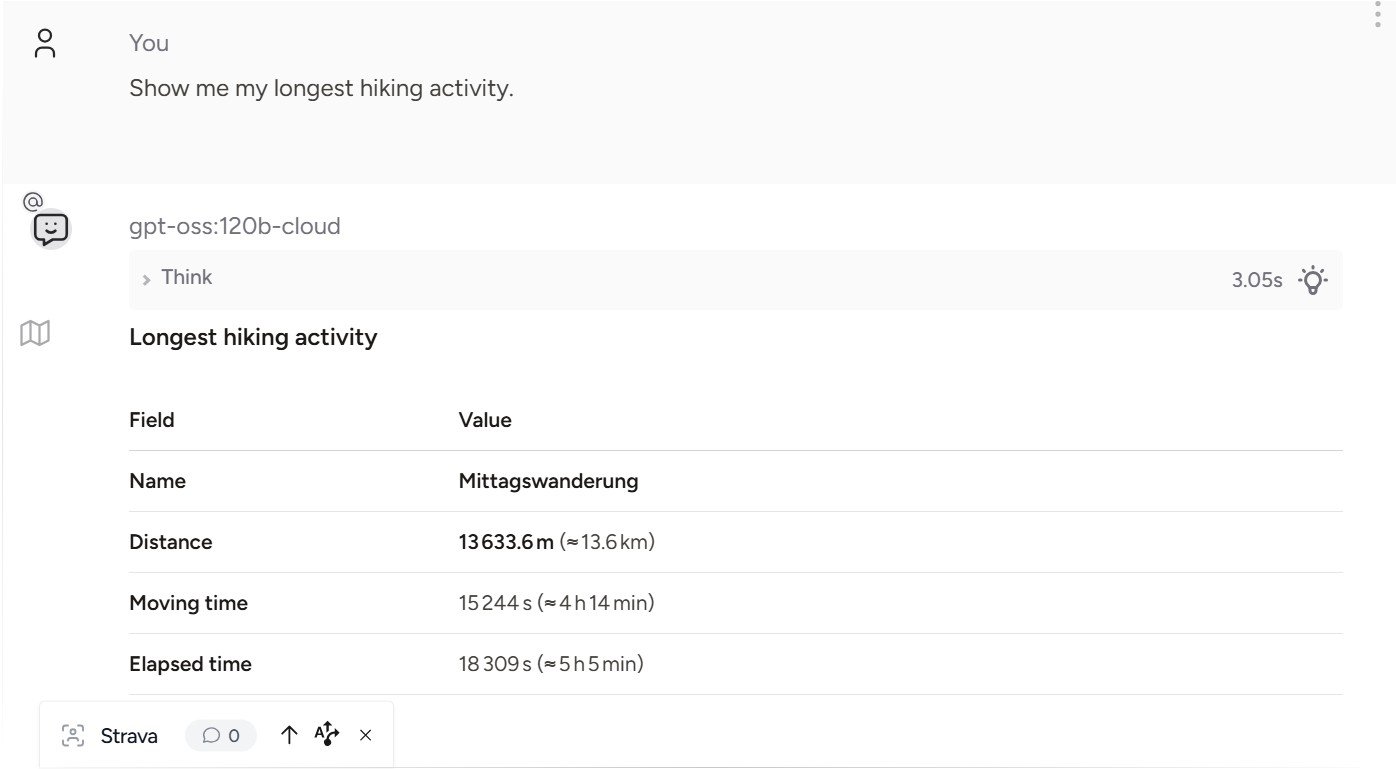 You
Show me my longest hiking activity.
@
gpt-oss:120b-cloud
Think 3.05s
Longest hiking activity
Field Value
Name Mittagswanderung
Distance 13 633.6 m (≈ 13.6 km)
Moving time 15 244 s (≈ 4 h 14 min)
Elapsed time 18 309 s (≈ 5 h 5 min)
Strava 0 A